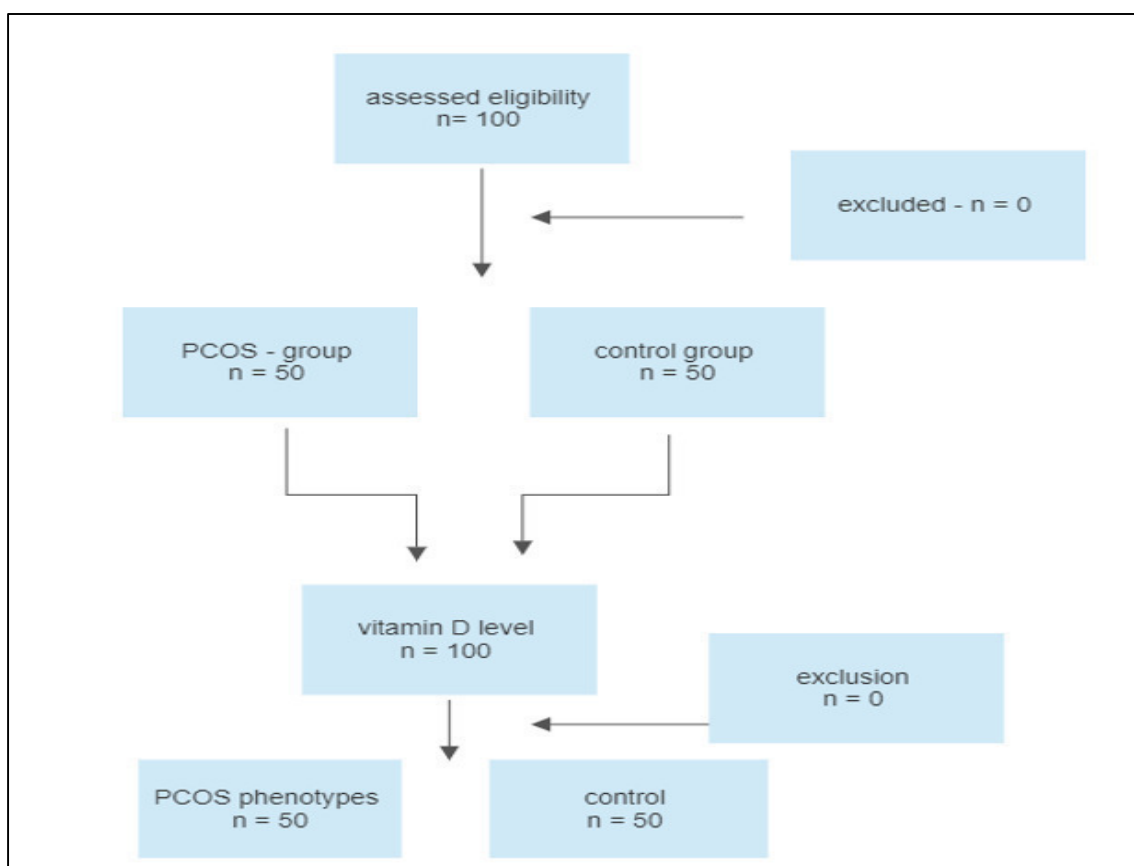 assessed eligibility
n= 100
excluded - n = 0
PCOS - group
n = 50
control group
n = 50
vitamin D level
n = 100
exclusion
n = 0
PCOS phenotypes
n = 50
control
n = 50